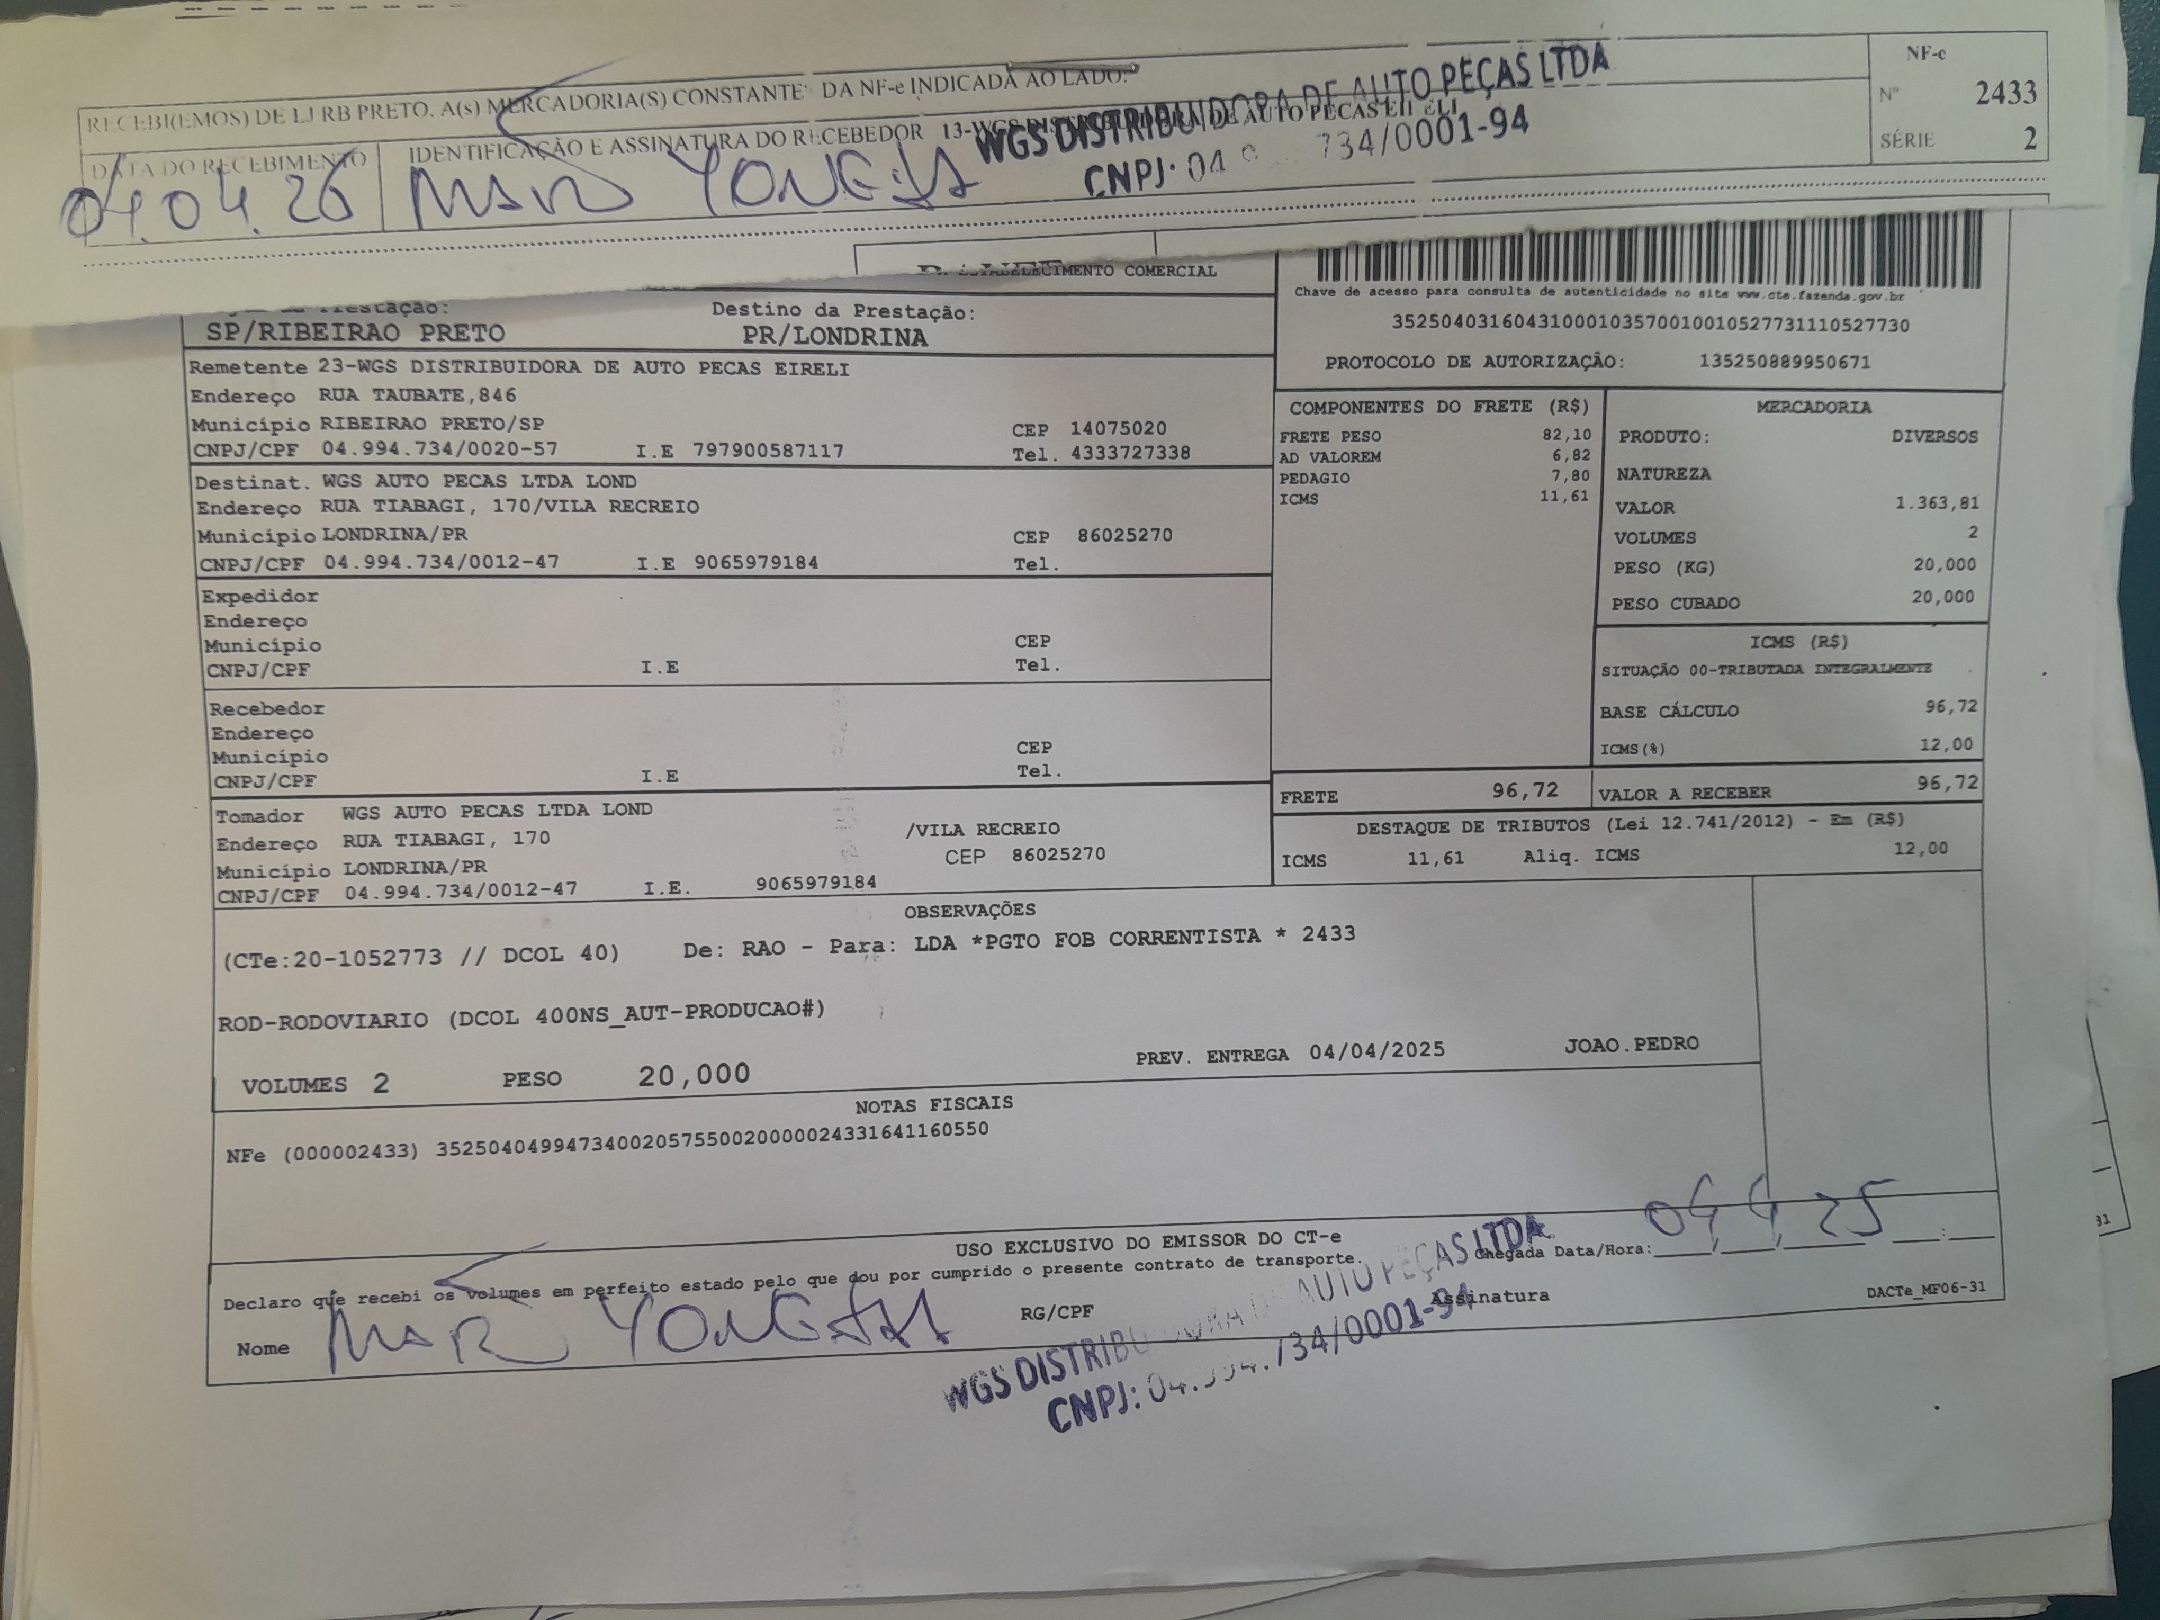 RECEBI(EMOS) DE LJ RB PRETO. A(s) MERCADORIA(S) CONSTANTE DA NF-e INDICADA AO LADO.
DATA DO RECEBIMENTO
IDENTIFICAÇÃO E ASSINATURA DO RECEBEDOR 13-WGS DISTRIBUIDORA DE AUTO PECAS EIRELI
WGS DISTRIBUIDORA DE AUTO PEÇAS LTDA
CNPJ: 04 734/0001-94
04.04.26
YONG
NF-e
Nº 2433
SÉRIE 2
ESTABELECIMENTO COMERCIAL
Prestação:
SP/RIBEIRAO PRETO
Destino da Prestação:
PR/LONDRINA
Chave de acesso para consulta de autenticidade no site www.cte.fazenda.gov.br
35250403160431000103570010010527731110527730
PROTOCOLO DE AUTORIZAÇÂO: 135250889950671
Remetente 23-WGS DISTRIBUIDORA DE AUTO PECAS EIRELI
Endereço RUA TAUBATE,846
Município RIBEIRAO PRETO/SP CEP 14075020
CNPJ/CPF 04.994.734/0020-57 I.E 797900587117 Tel. 4333727338
Destinat. WGS AUTO PECAS LTDA LOND
Endereço RUA TIABAGI, 170/VILA RECREIO
Município LONDRINA/PR CEP 86025270
CNPJ/CPF 04.994.734/0012-47 I.E 9065979184 Tel.
Expedidor
Endereço
Município CEP
CNPJ/CPF I.E Tel.
Recebedor
Endereço
Município CEP
CNPJ/CPF I.E Tel.
Tomador WGS AUTO PECAS LTDA LOND
Endereço RUA TIABAGI, 170 /VILA RECREIO
Município LONDRINA/PR CEP 86025270
CNPJ/CPF 04.994.734/0012-47 I.E. 9065979184
COMPONENTES DO FRETE (R$)
FRETE PESO 82,10
AD VALOREM 6,82
PEDAGIO 7,80
ICMS 11,61
MERCADORIA
PRODUTO: DIVERSOS
NATUREZA
VALOR 1.363,81
VOLUMES 2
PESO (KG) 20,000
PESO CUBADO 20,000
ICMS (R$)
SITUAÇÃO 00-TRIBUTADA INTEGRALMENTE
BASE CÁLCULO 96,72
ICMS(%) 12,00
FRETE 96,72
VALOR A RECEBER 96,72
DESTAQUE DE TRIBUTOS (Lei 12.741/2012) - Em (R$)
ICMS 11,61 Aliq. ICMS 12,00
OBSERVAÇÕES
(CTe:20-1052773 // DCOL 40) De: RAO - Para: LDA *PGTO FOB CORRENTISTA * 2433
ROD-RODOVIARIO (DCOL 400NS_AUT-PRODUCAO#)
VOLUMES 2 PESO 20,000 PREV. ENTREGA 04/04/2025 JOAO.PEDRO
NOTAS FISCAIS
NFe (000002433) 35250404994734002057550020000024331641160550
USO EXCLUSIVO DO EMISSOR DO CT-e
Declaro que recebi os volumes em perfeito estado pelo que dou por cumprido o presente contrato de transporte.
Chegada Data/Hora: 04 4 25
Nome
RG/CPF
Assinatura
DACTe_MF06-31
WGS DISTRIBUIDORA DE AUTO PEÇAS LTDA
CNPJ: 04.994.734/0001-94